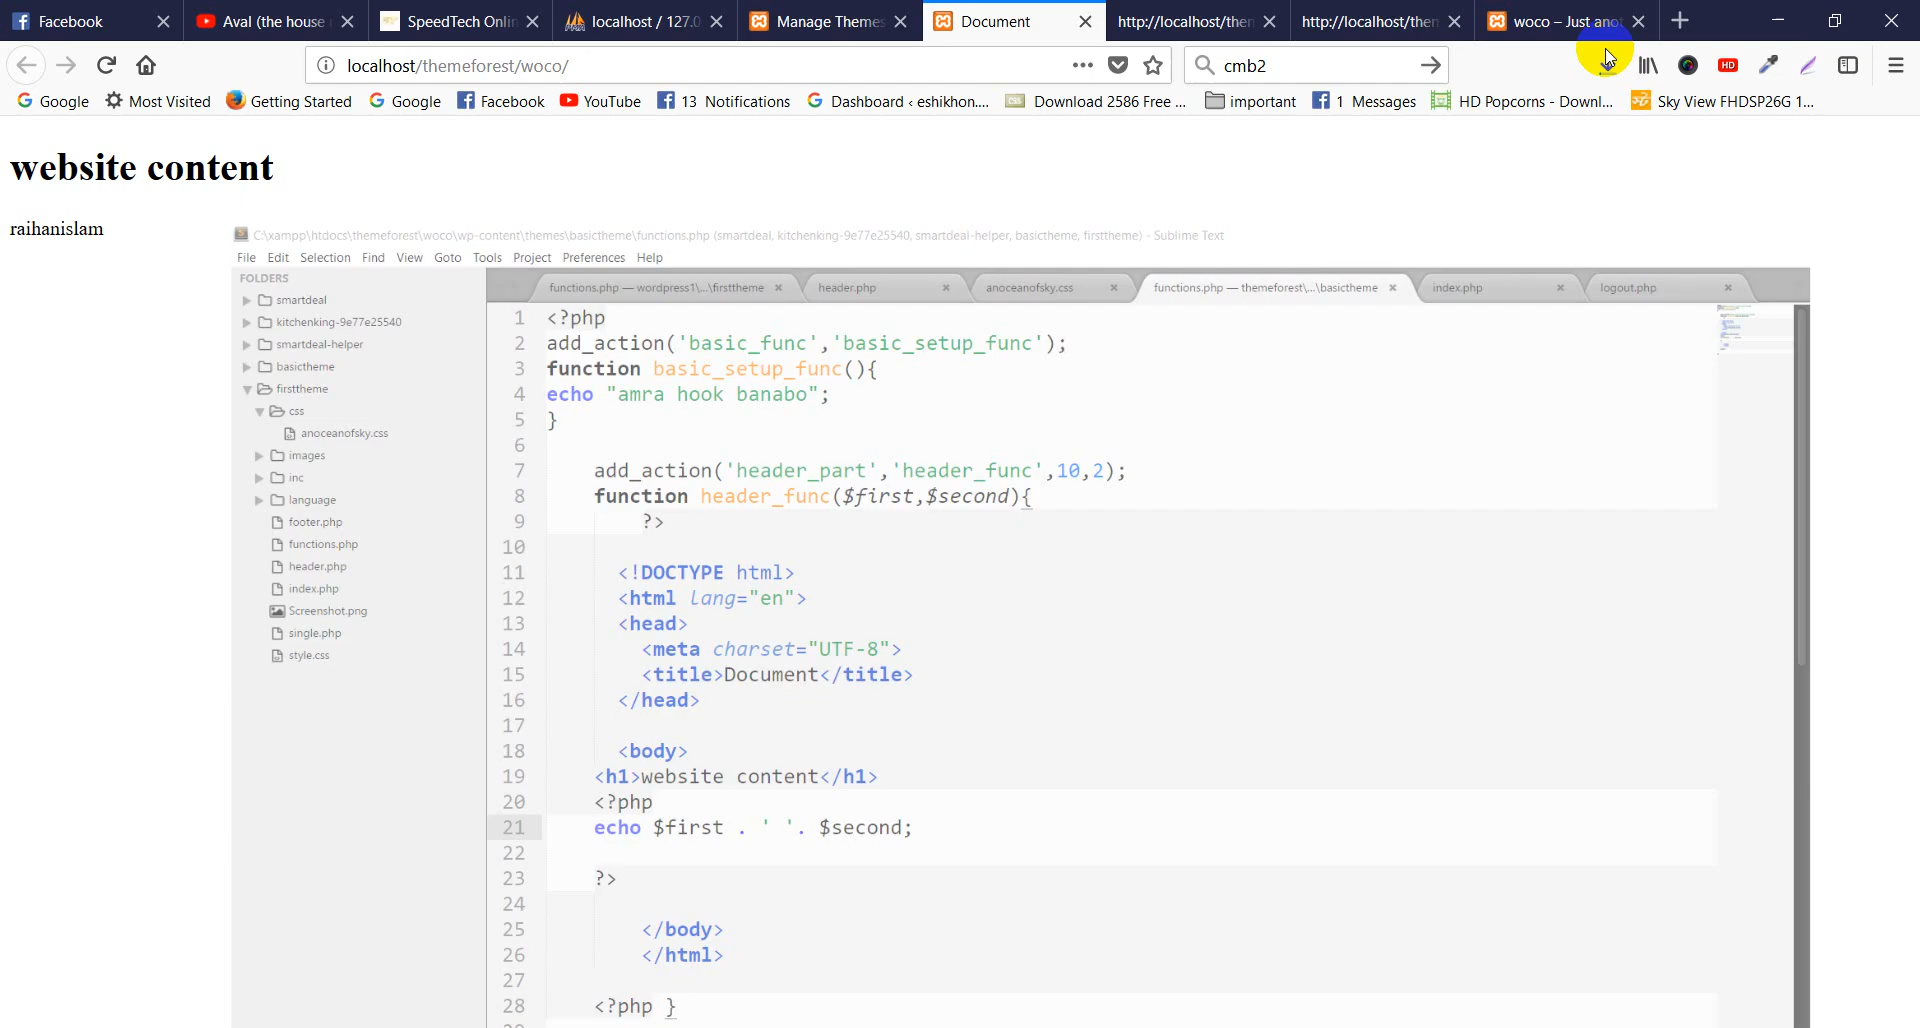 Facebook
Aval (the house
SpeedTech Onlin
localhost / 127.0
Manage Themes
Document
http://localhost/then
http://localhost/then
woco – Just anot
localhost/themeforest/woco/
cmb2
Google
Most Visited
Getting Started
Google
Facebook
YouTube
13 Notifications
Dashboard ‹ eshikhon....
Download 2586 Free ...
important
1 Messages
HD Popcorns - Downl...
Sky View FHDSP26G 1...
HD
website content
raihanislam
C:\xampp\htdocs\themeforest\woco\wp-content\themes\basictheme\functions.php (smartdeal, kitchenking-9e77e25540, smartdeal-helper, basictheme, firsttheme) - Sublime Text
File Edit Selection Find View Goto Tools Project Preferences Help
FOLDERS
smartdeal
kitchenking-9e77e25540
smartdeal-helper
basictheme
firsttheme
css
anoceanofsky.css
images
inc
language
footer.php
functions.php
header.php
index.php
Screenshot.png
single.php
style.css
functions.php — wordpress1\...\firsttheme
header.php
anoceanofsky.css
functions.php — themeforest\...\basictheme
index.php
logout.php
1 <?php
2 add_action('basic_func','basic_setup_func');
3 function basic_setup_func(){
4 echo "amra hook banabo";
5 }
6
7 add_action('header_part','header_func',10,2);
8 function header_func($first,$second){
9 ?>
10
11 <!DOCTYPE html>
12 <html lang="en">
13 <head>
14 <meta charset="UTF-8">
15 <title>Document</title>
16 </head>
17
18 <body>
19 <h1>website content</h1>
20 <?php
21 echo $first . ' '. $second;
22
23 ?>
24
25 </body>
26 </html>
27
28 <?php }